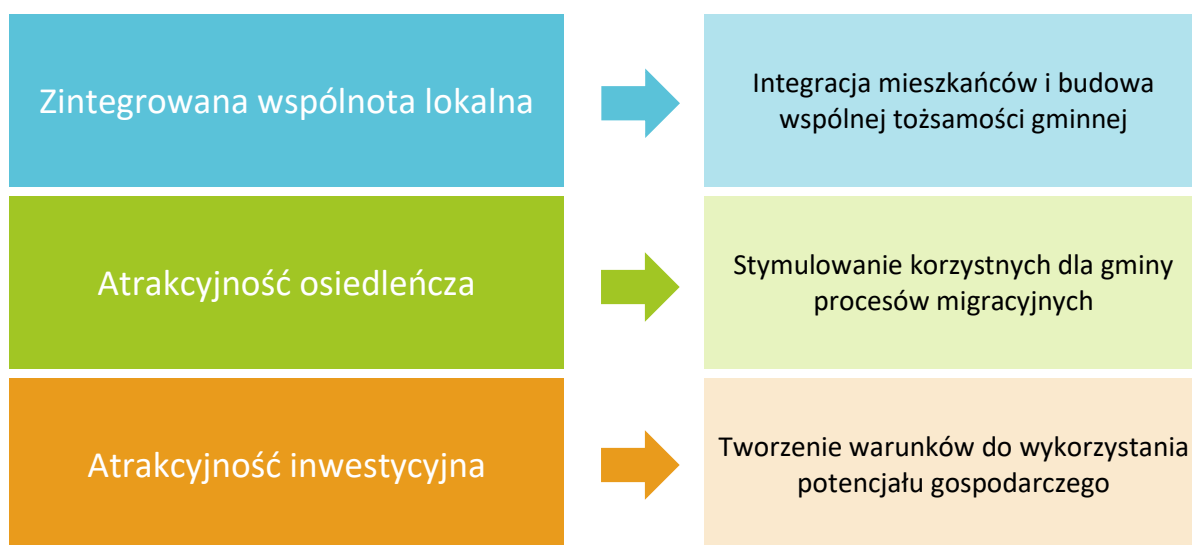 Zintegrowana wspólnota lokalna
Integracja mieszkańców i budowa
wspólnej tożsamości gminnej
Atrakcyjność osiedleńcza
Stymulowanie korzystnych dla gminy
procesów migracyjnych
Atrakcyjność inwestycyjna
Tworzenie warunków do wykorzystania
potencjału gospodarczego